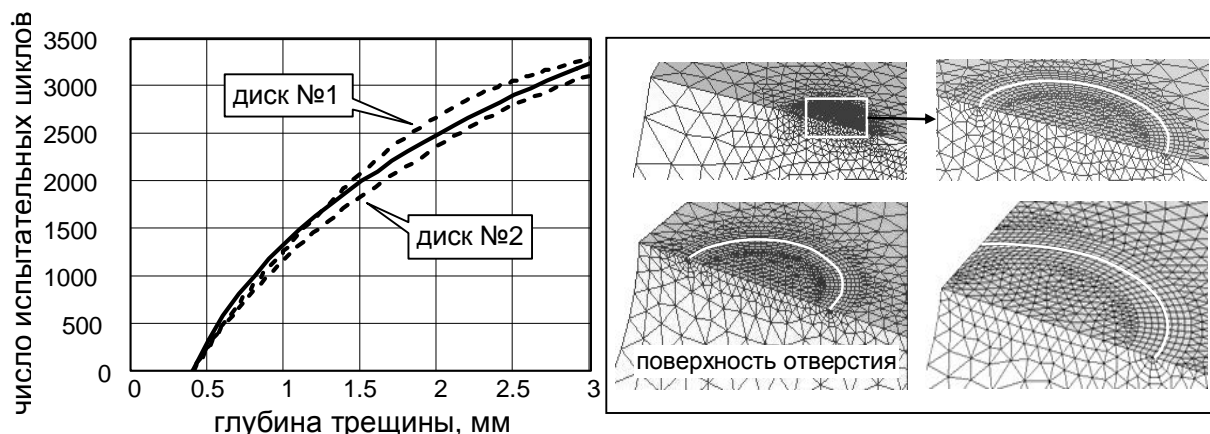 число испытательных циклов
3500
3000
2500
2000
1500
1000
500
0
диск №1
диск №2
0 0.5 1 1.5 2 2.5 3
глубина трещины, мм
поверхность отверстия